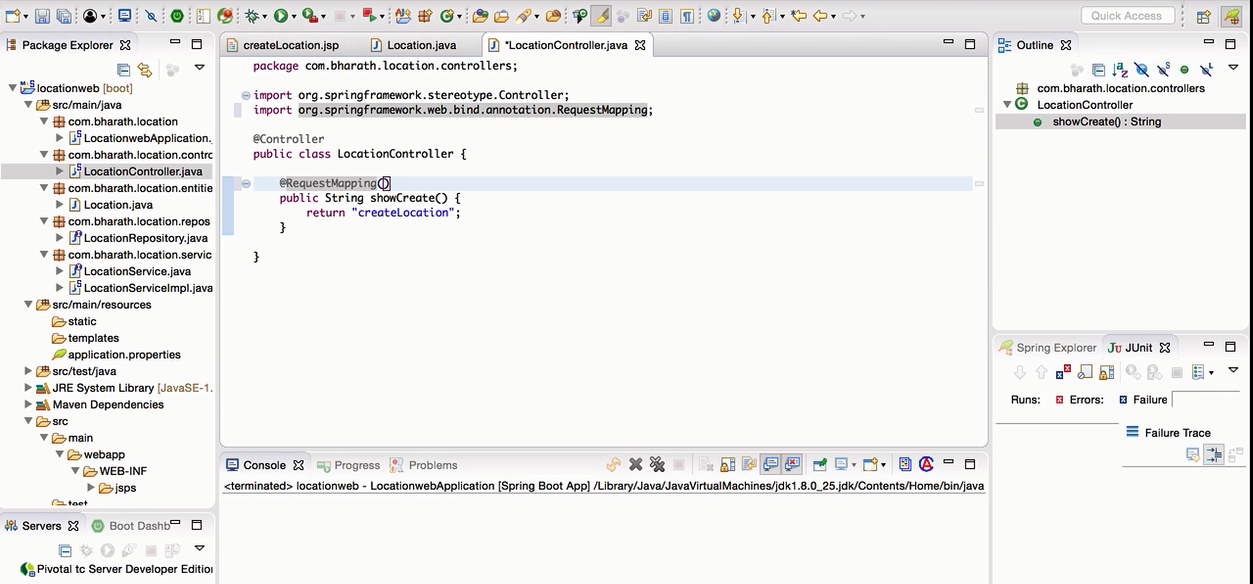 Quick Access
Package Explorer
locationweb [boot]
src/main/java
com.bharath.location
LocationwebApplication.
com.bharath.location.contro
LocationController.java
com.bharath.location.entitie
Location.java
com.bharath.location.repos
LocationRepository.java
com.bharath.location.servic
LocationService.java
LocationServiceImpl.java
src/main/resources
static
templates
application.properties
src/test/java
JRE System Library [JavaSE-1.
Maven Dependencies
src
main
webapp
WEB-INF
jsps
test
Servers Boot Dashb
Pivotal tc Server Developer Edition
createLocation.jsp Location.java *LocationController.java
package com.bharath.location.controllers;
import org.springframework.stereotype.Controller;
import org.springframework.web.bind.annotation.RequestMapping;
@Controller
public class LocationController {
@RequestMapping()
public String showCreate() {
return "createLocation";
}
}
Console Progress Problems
<terminated> locationweb - LocationwebApplication [Spring Boot App] /Library/Java/JavaVirtualMachines/jdk1.8.0_25.jdk/Contents/Home/bin/java
Outline
com.bharath.location.controllers
LocationController
showCreate() : String
Spring Explorer JUnit
Runs: Errors: Failure
Failure Trace